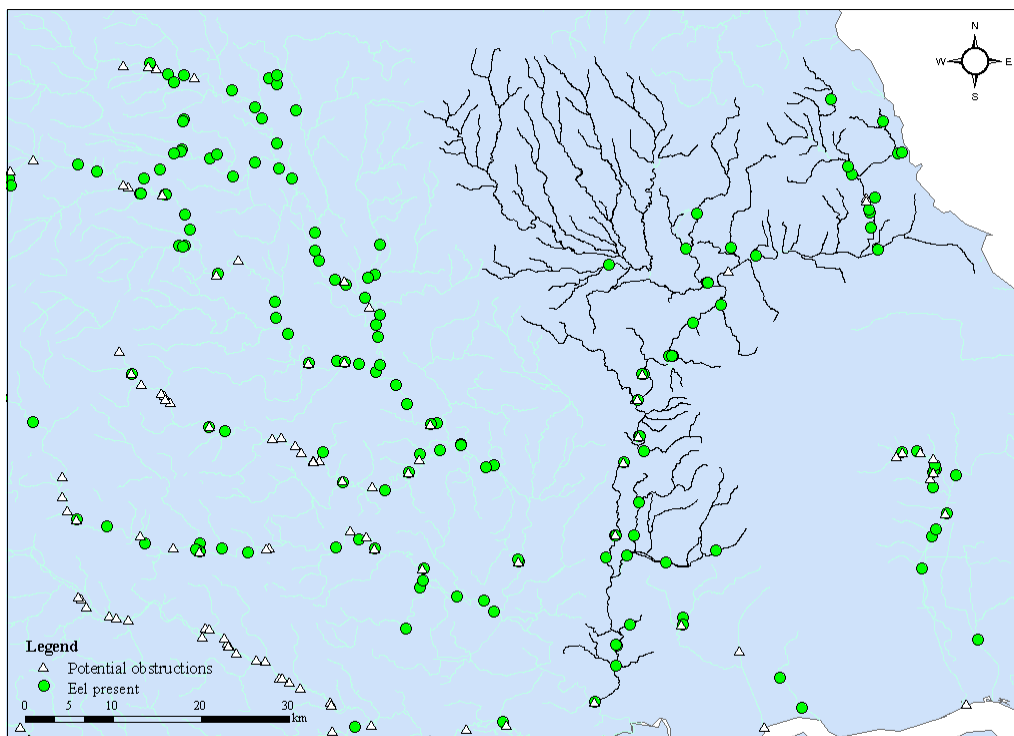 N
W E
S
Legend
Potential obstructions
Eel present
0 5 10 20 30
km